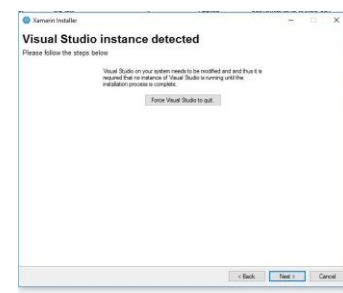 Xamarin Installer
Visual Studio instance detected
Please follow the steps below
Visual Studio on your system needs to be modified and and thus it is
required that no instance of Visual Studio is running until the
installation process is complete.
Force Visual Studio to quit
< Back Next > Cancel